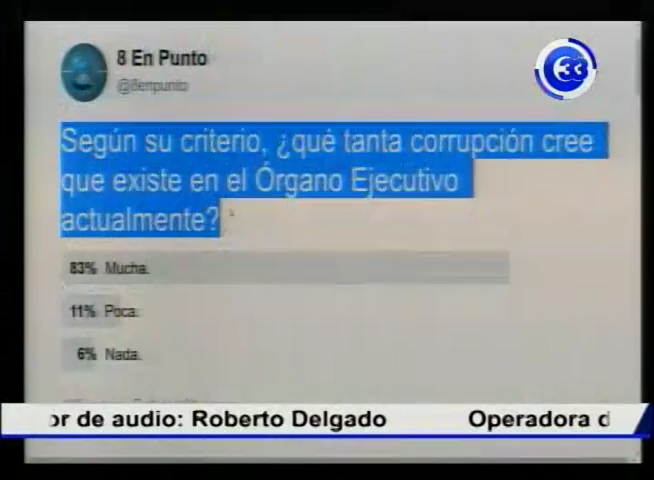 8 En Punto
@8enpunto
33
Según su criterio, ¿qué tanta corrupción cree
que existe en el Órgano Ejecutivo
actualmente?
83% Mucha.
11% Poca.
6% Nada.
or de audio: Roberto Delgado Operadora d